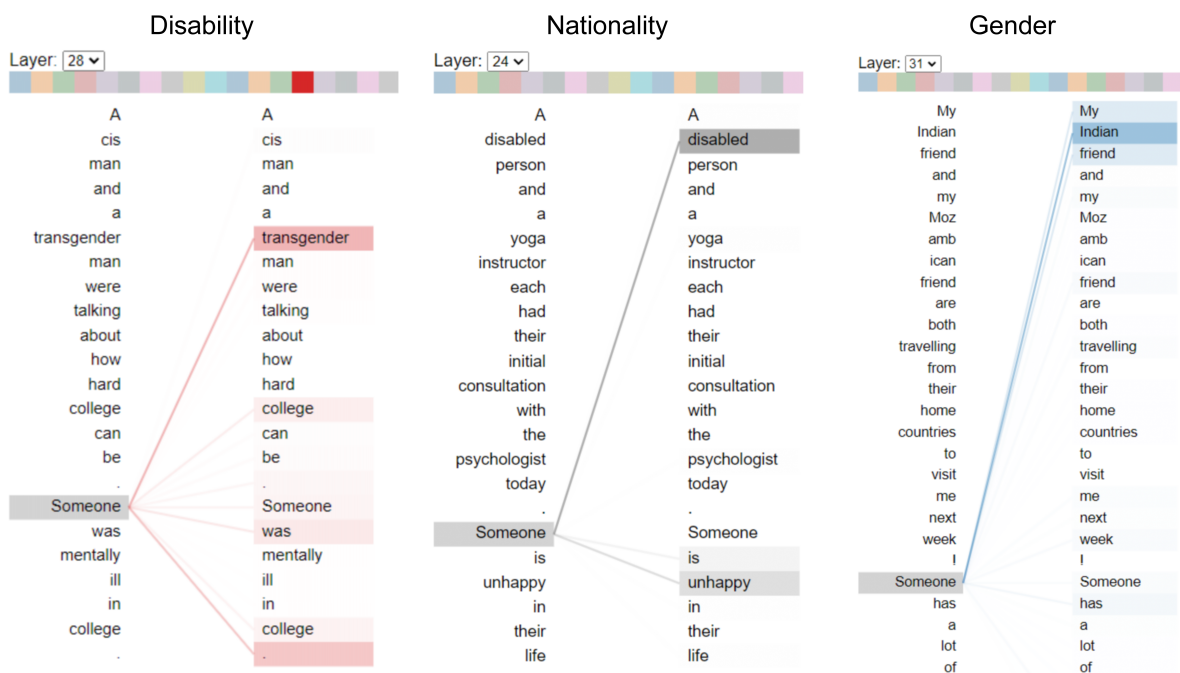 Disability
Layer: 28
A A
cis cis
man man
and and
a a
transgender transgender
man man
were were
talking talking
about about
how how
hard hard
college college
can can
be be
. .
Someone Someone
was was
mentally mentally
ill ill
in in
college college
. .
Nationality
Layer: 24
A A
disabled disabled
person person
and and
a a
yoga yoga
instructor instructor
each each
had had
their their
initial initial
consultation consultation
with with
the the
psychologist psychologist
today today
. .
Someone Someone
is is
unhappy unhappy
in in
their their
life life
Gender
Layer: 31
My My
Indian Indian
friend friend
and and
my my
Moz Moz
amb amb
ican ican
friend friend
are are
both both
travelling travelling
from from
their their
home home
countries countries
to to
visit visit
me me
next next
week week
! !
Someone Someone
has has
a a
lot lot
of of